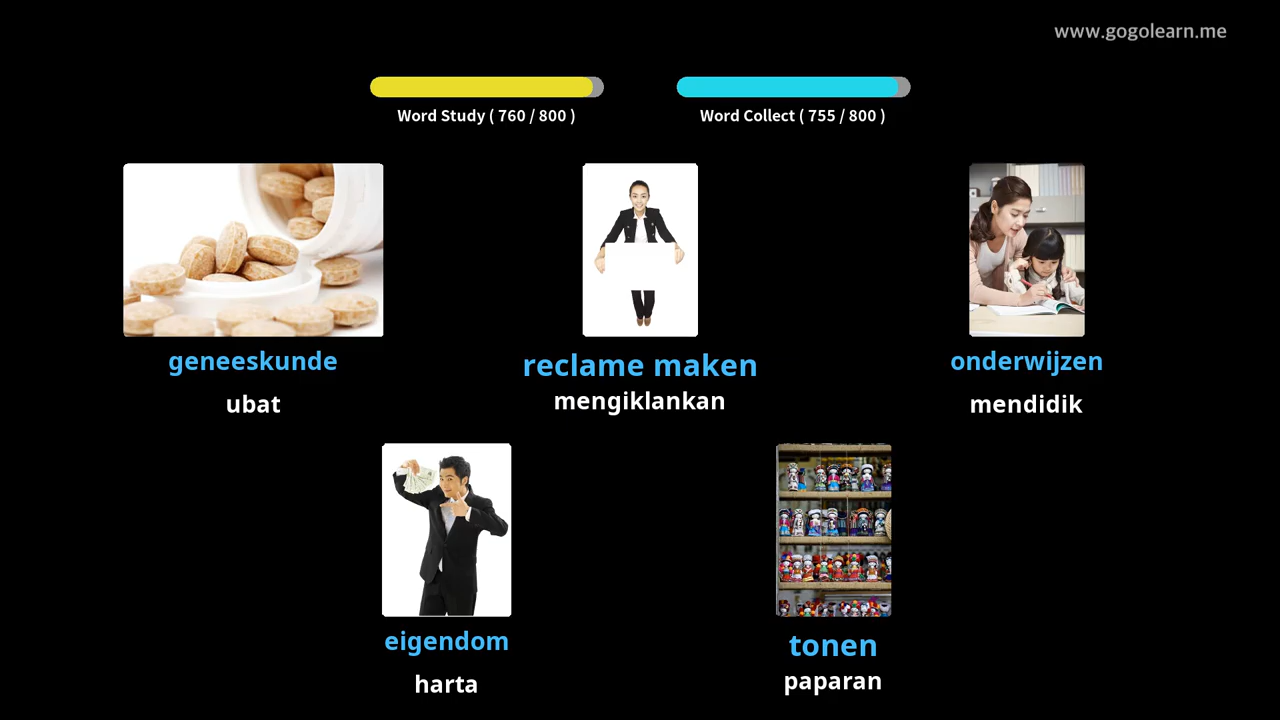 www.gogolearn.me
Word Study ( 760 / 800 )
Word Collect ( 755 / 800 )
geneeskunde
ubat
reclame maken
mengiklankan
onderwijzen
mendidik
eigendom
harta
tonen
paparan